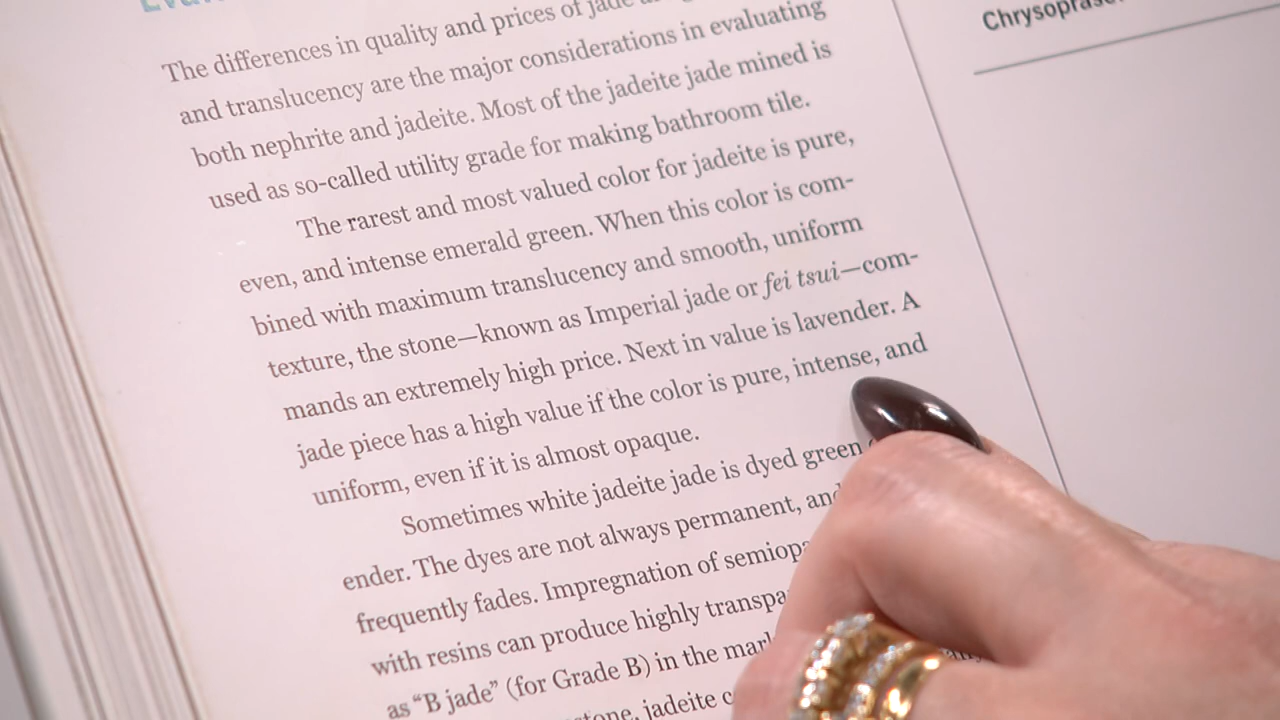 The differences in quality and prices of jade
and translucency are the major considerations in evaluating
both nephrite and jadeite. Most of the jadeite jade mined is
used as so-called utility grade for making bathroom tile.
The rarest and most valued color for jadeite is pure,
even, and intense emerald green. When this color is com-
bined with maximum translucency and smooth, uniform
texture, the stone—known as Imperial jade or fei tsui—com-
mands an extremely high price. Next in value is lavender. A
jade piece has a high value if the color is pure, intense, and
uniform, even if it is almost opaque.
Sometimes white jadeite jade is dyed green
ender. The dyes are not always permanent, and
frequently fades. Impregnation of
with resins can produce highly
as “B jade” (for Grade B) in the
jadeite
Chrysoprase